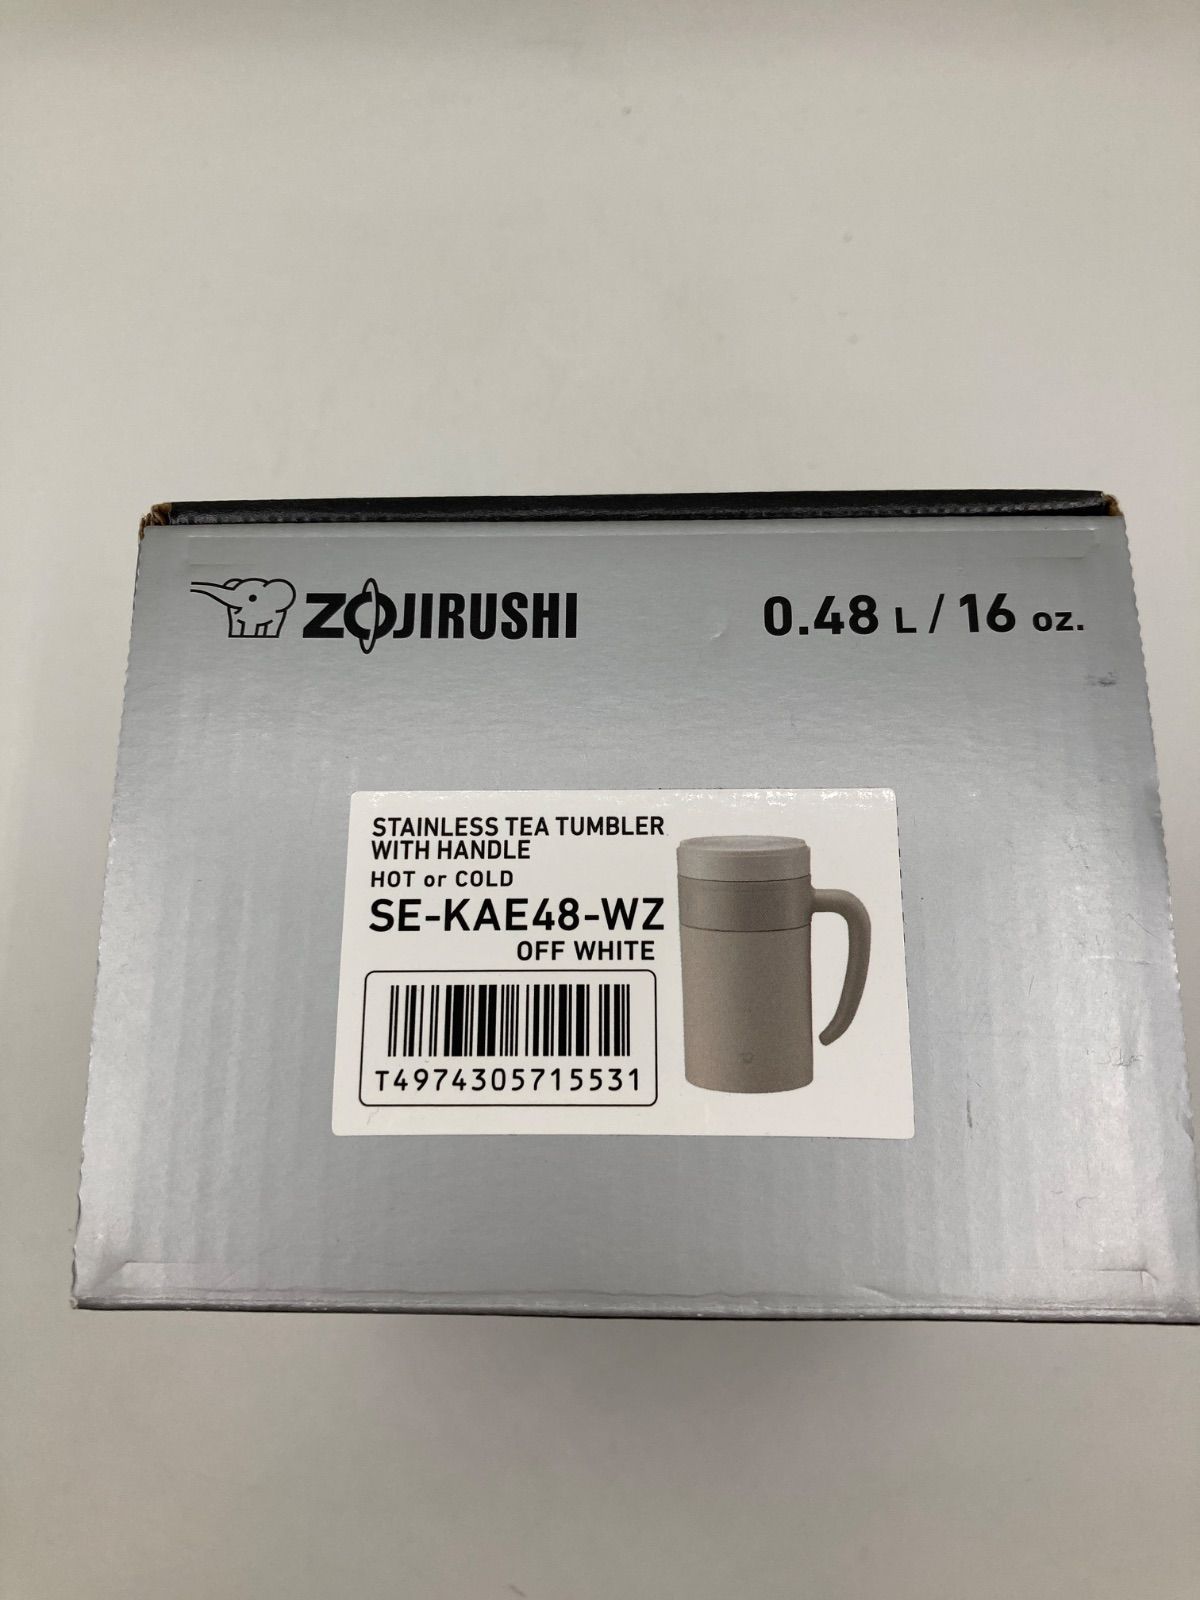 ZOJIRUSHI
0.48 L / 16 oz.
STAINLESS TEA TUMBLER
WITH HANDLE
HOT or COLD
SE-KAE48-WZ
OFF WHITE
T4974305715531